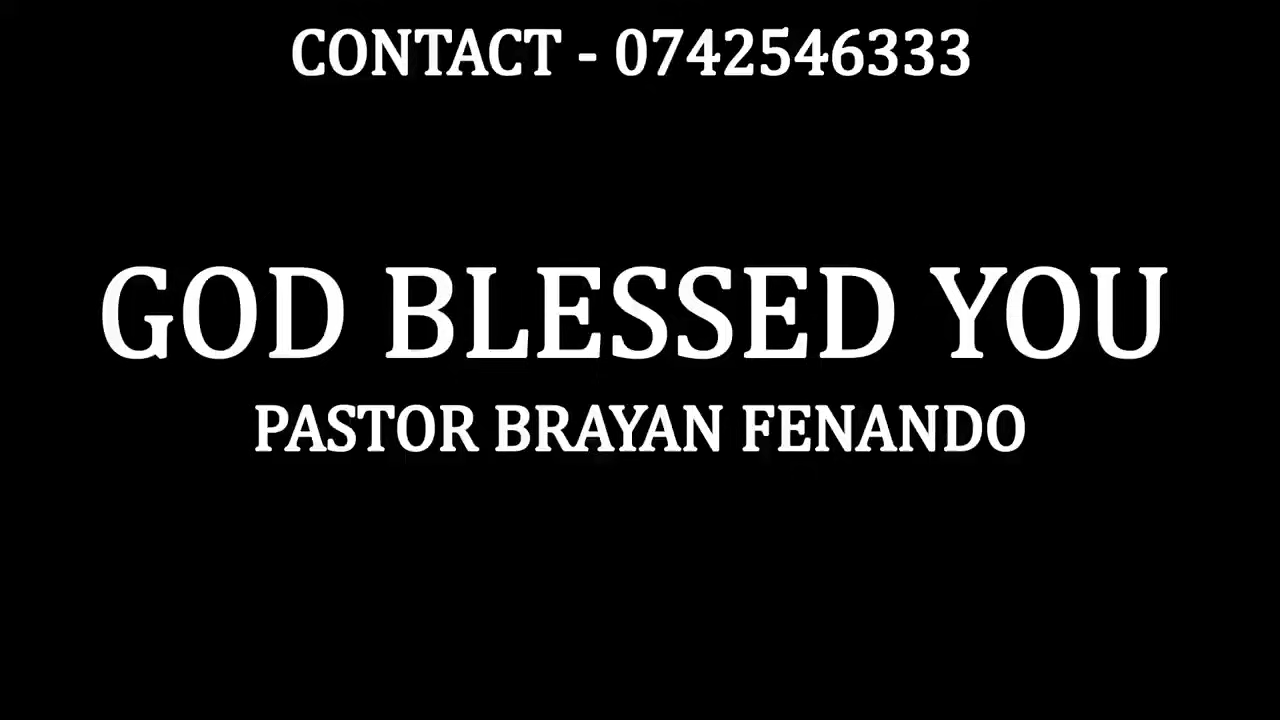 CONTACT - 0742546333
GOD BLESSED YOU
PASTOR BRAYAN FENANDO